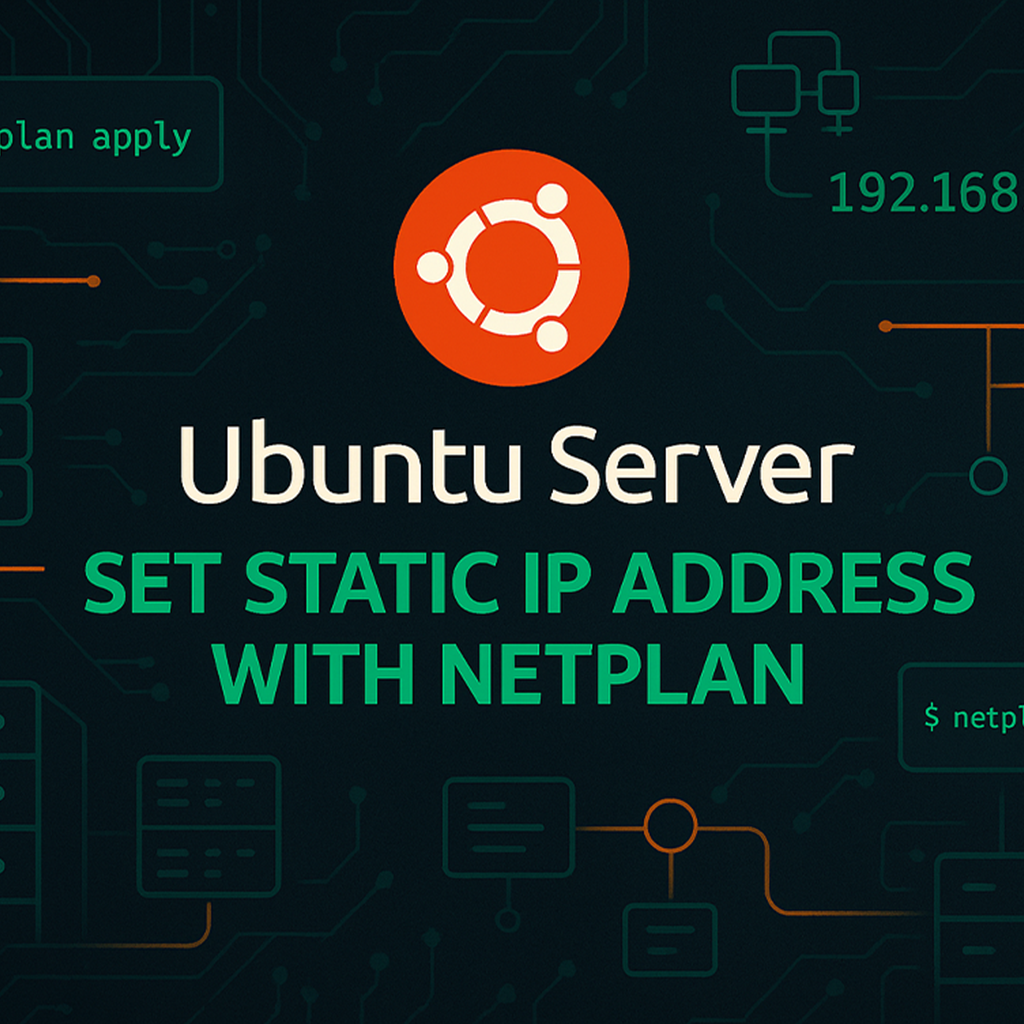 plan apply
192.168
Ubuntu Server
SET STATIC IP ADDRESS
WITH NETPLAN
$ netpl